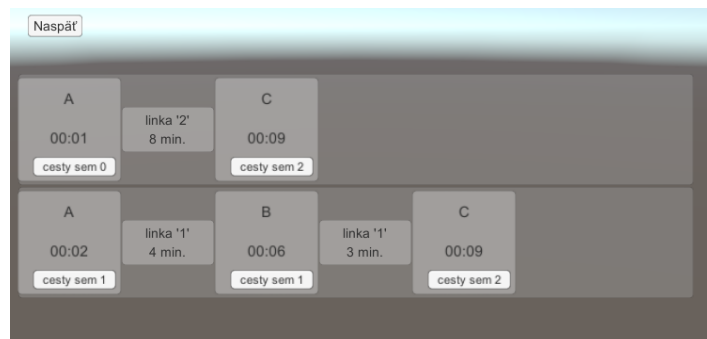 Naspäť
A
linka '2'
C
00:01
8 min.
00:09
cesty sem 0
cesty sem 2
A
linka '1'
B
linka '1'
C
00:02
4 min.
00:06
3 min.
00:09
cesty sem 1
cesty sem 1
cesty sem 2